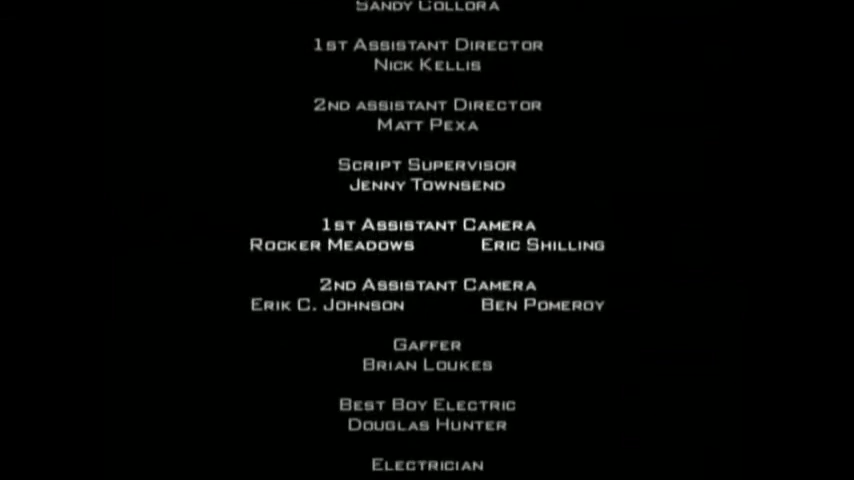 Sandy Collora
1st Assistant Director
Nick Kellis
2nd assistant Director
Matt Pexa
Script Supervisor
Jenny Townsend
1st Assistant Camera
Rocker Meadows Eric Shilling
2nd Assistant Camera
Erik C. Johnson Ben Pomeroy
Gaffer
Brian Loukes
Best Boy Electric
Douglas Hunter
Electrician